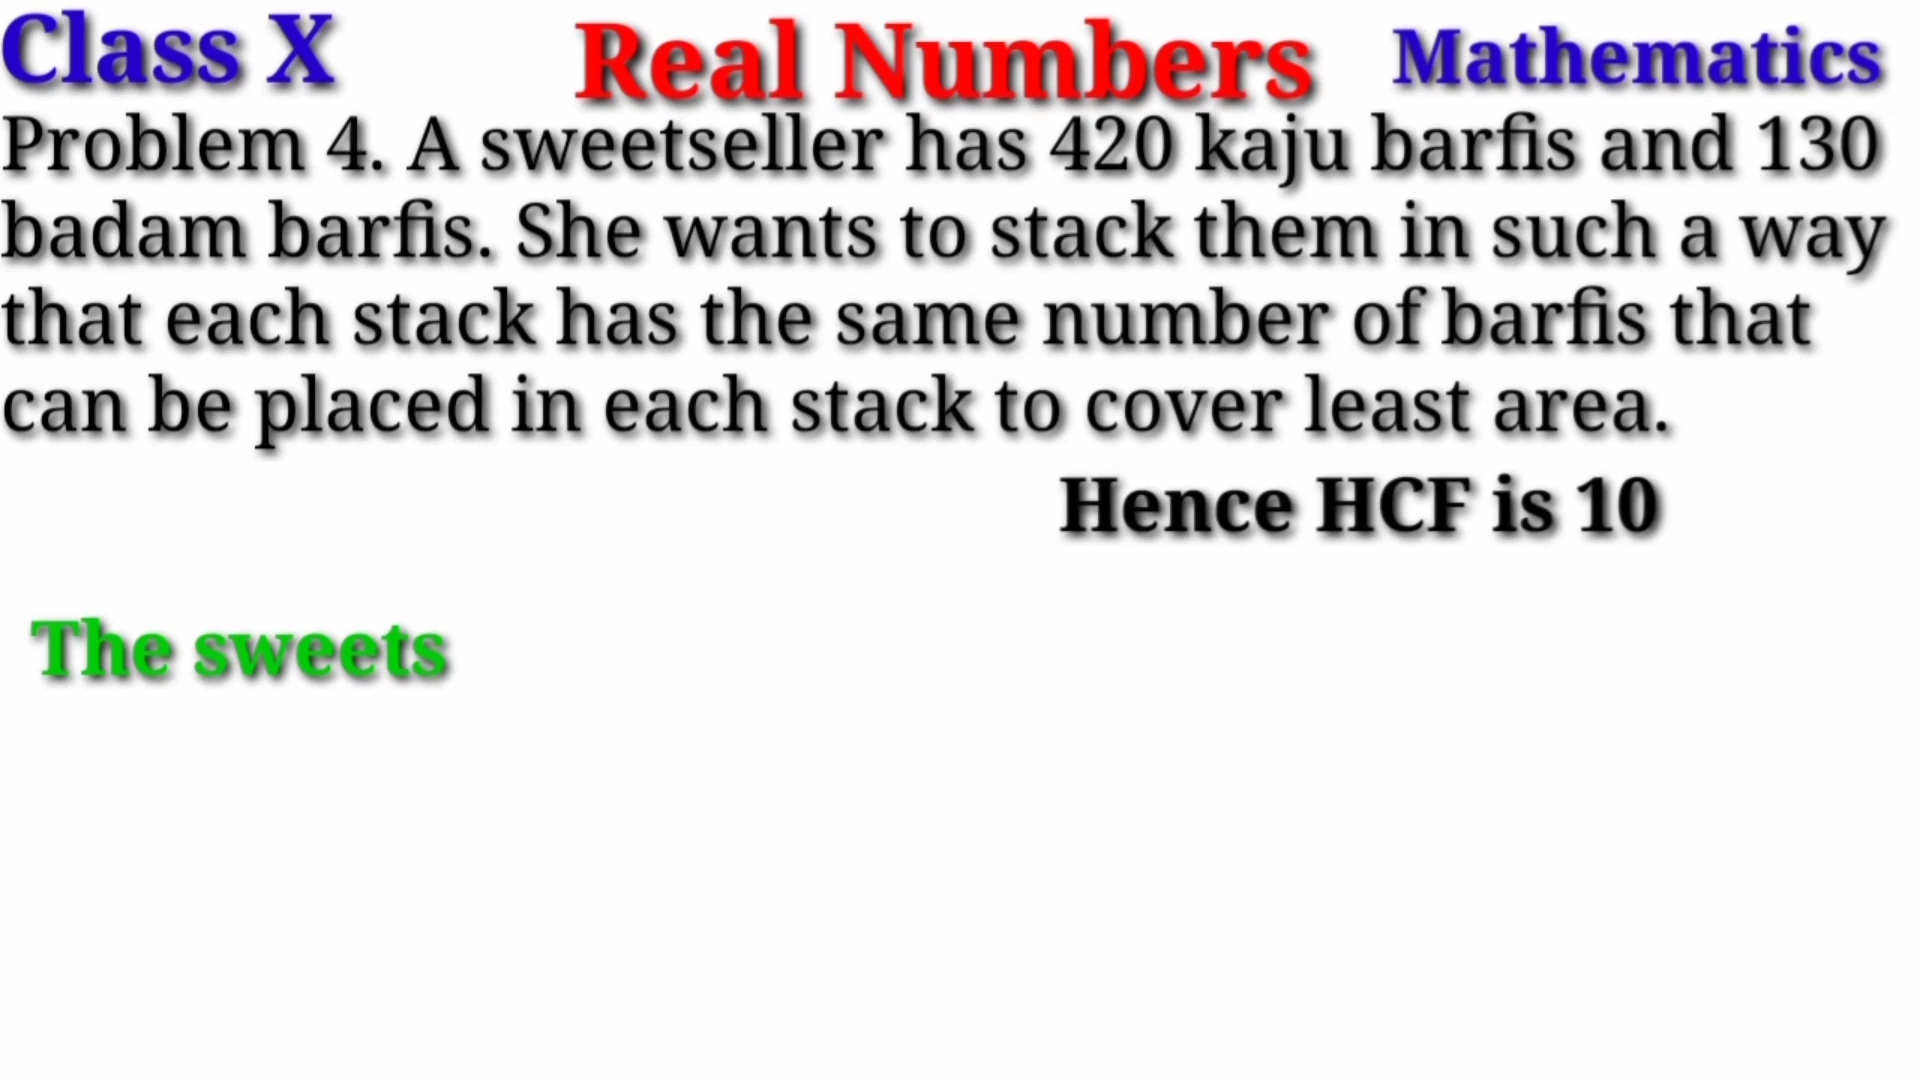 Class X Real Numbers Mathematics
Problem 4. A sweetseller has 420 kaju barfis and 130
badam barfis. She wants to stack them in such a way
that each stack has the same number of barfis that
can be placed in each stack to cover least area.
Hence HCF is 10
The sweets